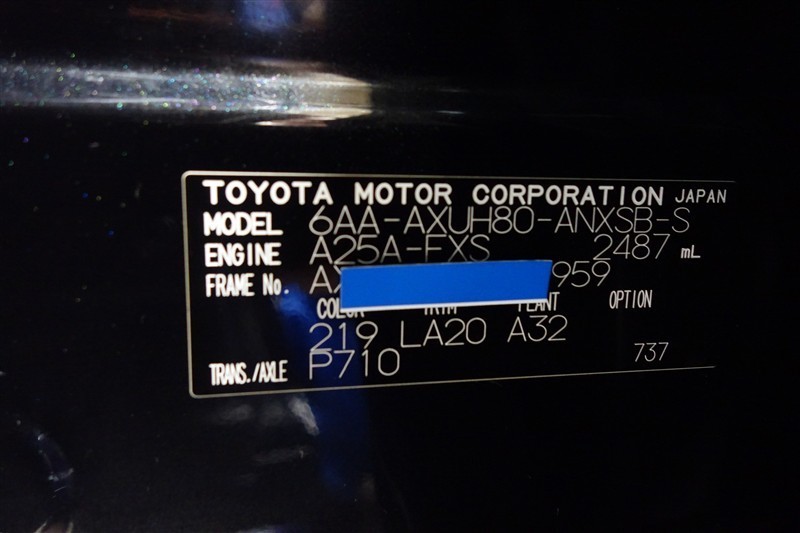 TOYOTA MOTOR CORPORATION JAPAN
MODEL 6AA-AXUH80-ANXSB-S
ENGINE A25A-FXS 2487 mL
FRAME No. AX 959
COLOR TRIM PLANT OPTION
219 LA20 A32
TRANS./AXLE P710 737